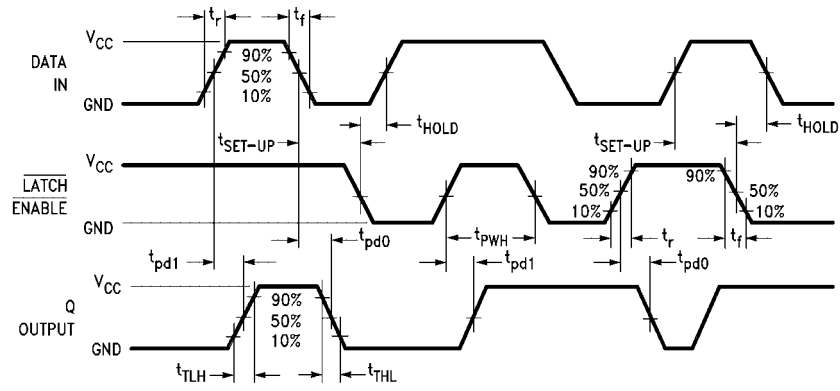 tr tf
VCC
DATA
IN
90%
50%
10%
GND
tHOLD
tSET-UP
tSET-UP
tHOLD
VCC
LATCH
ENABLE
90%
50%
10%
90%
50%
10%
GND
tpd1
tpd0
tPWH
tpd1
tr
tpd0
tf
VCC
Q
OUTPUT
90%
50%
10%
GND
tTLH
tTHL